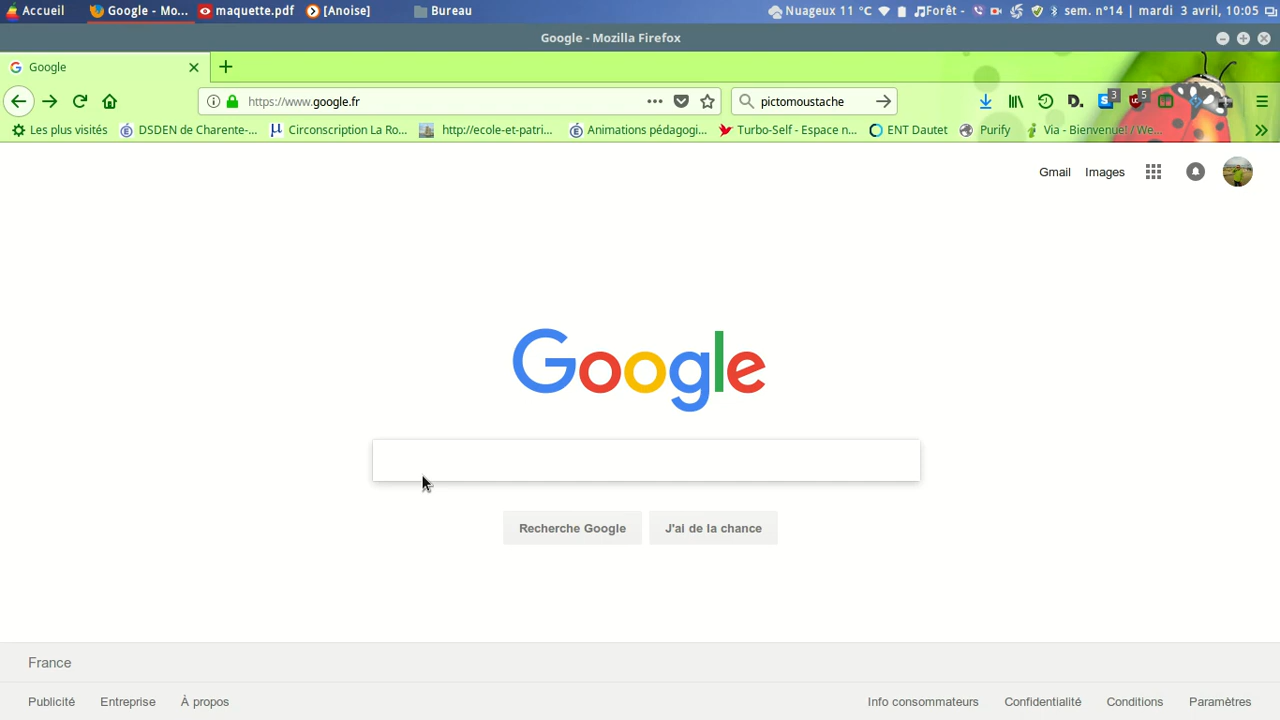 Accueil Google - Mo... maquette.pdf [Anoise] Bureau Nuageux 11 °C Forêt - sem. n°14 | mardi 3 avril, 10:05
Google - Mozilla Firefox
Google
https://www.google.fr pictomoustache D. 3 5
Les plus visités DSDEN de Charente-... Circonscription La Ro... http://ecole-et-patri... Animations pédagogi... Turbo-Self - Espace n... ENT Dautet Purify Via - Bienvenue! / We...
Gmail Images
Google
Recherche Google J'ai de la chance
France
Publicité Entreprise À propos Info consommateurs Confidentialité Conditions Paramètres